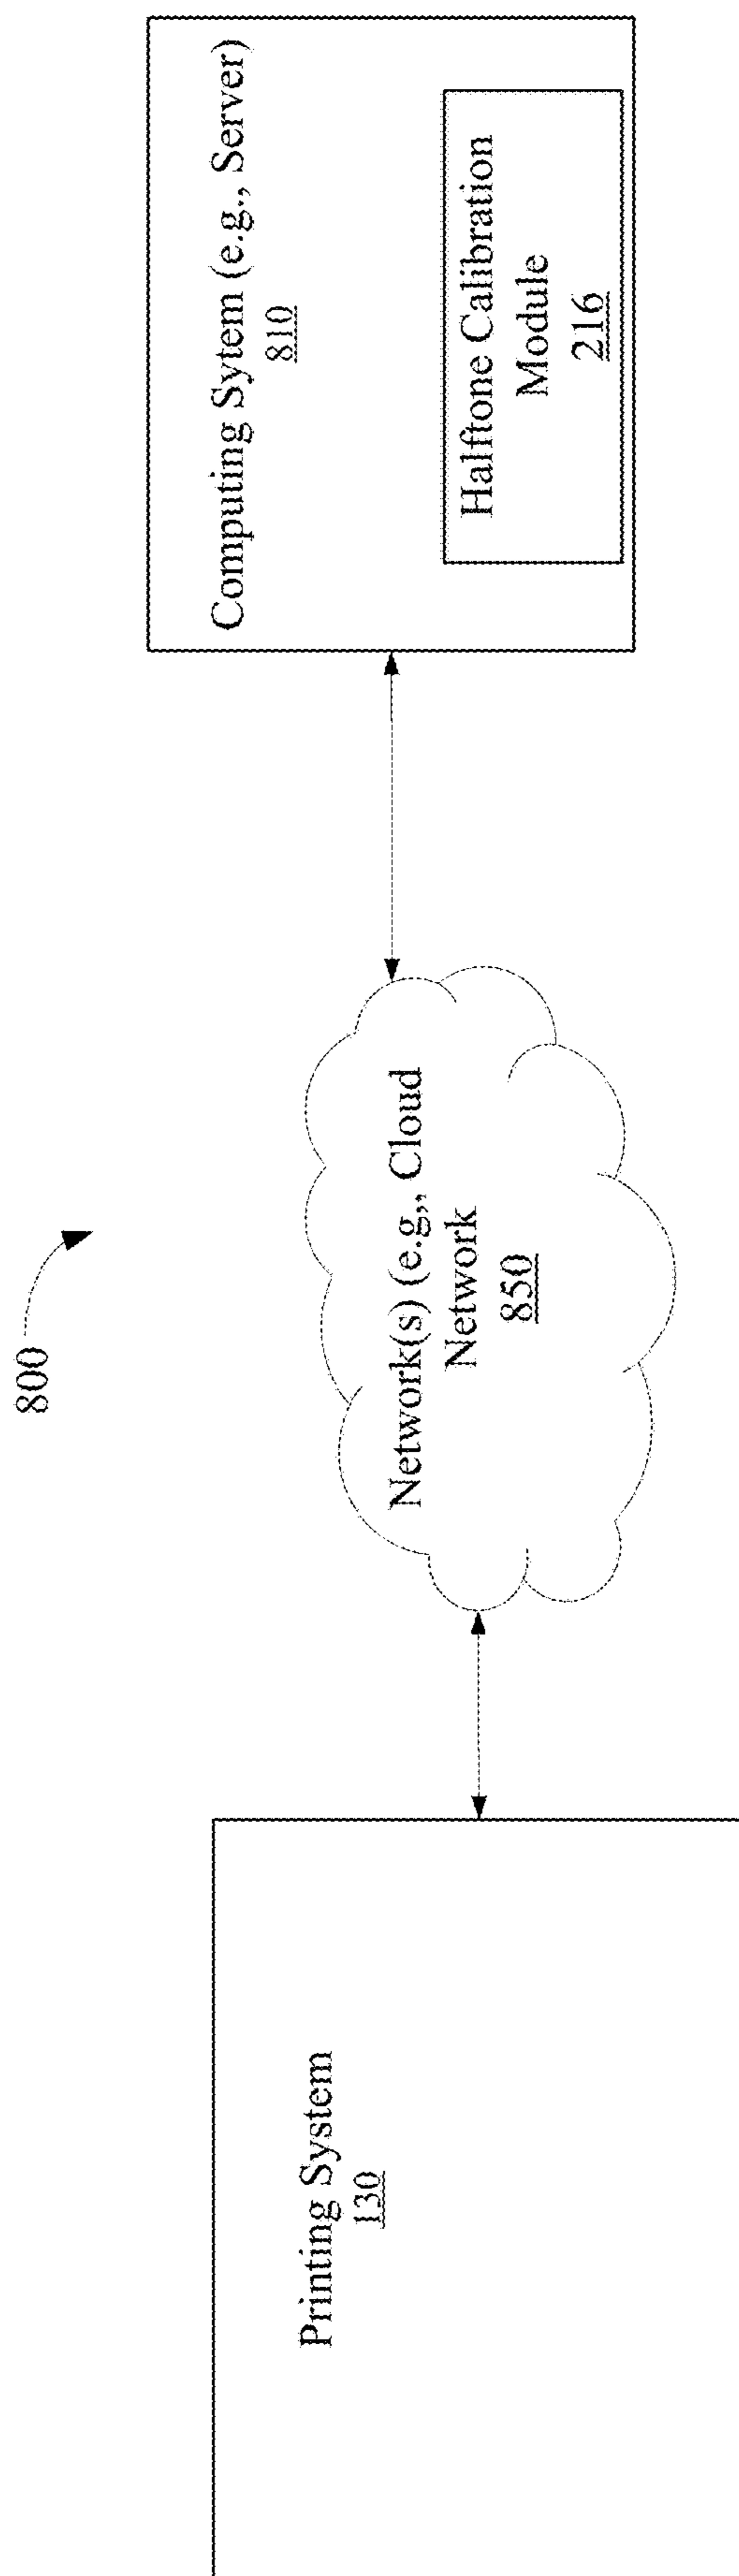 800
Printing System
130
Network(s) (e.g,, Cloud
Network
850
Computing Sytem (e.g., Server)
810
Halftone Calibration
Module
216